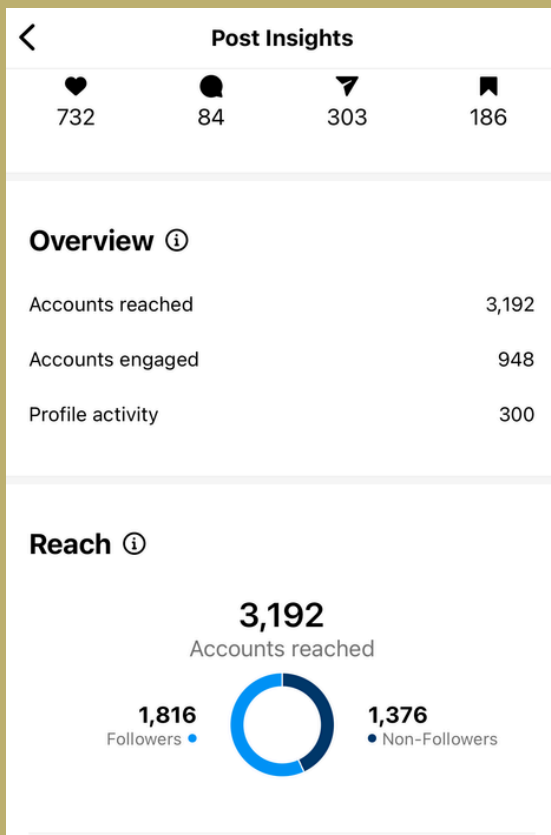 Post Insights
732 84 303 186
Overview
Accounts reached 3,192
Accounts engaged 948
Profile activity 300
Reach
3,192
Accounts reached
1,816 1,376
Followers Non-Followers